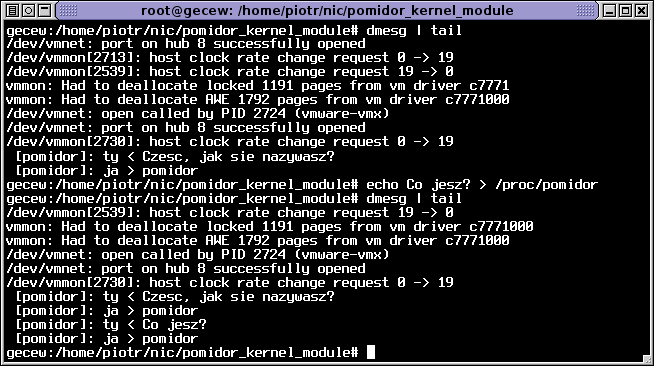 root@gecew: /home/piotr/nic/pomidor_kernel_module
gecew:/home/piotr/nic/pomidor_kernel_module# dmesg | tail
/dev/vmnet: port on hub 8 successfully opened
/dev/vmmon[2713]: host clock rate change request 0 -> 19
/dev/vmmon[2539]: host clock rate change request 19 -> 0
vmmon: Had to deallocate locked 1191 pages from vm driver c7771
vmmon: Had to deallocate AWE 1792 pages from vm driver c7771000
/dev/vmnet: open called by PID 2724 (vmware-vmx)
/dev/vmnet: port on hub 8 successfully opened
/dev/vmmon[2730]: host clock rate change request 0 -> 19
 [pomidor]: ty < Czesc, jak sie nazywasz?
 [pomidor]: ja > pomidor
gecew:/home/piotr/nic/pomidor_kernel_module# echo Co jesz? > /proc/pomidor
gecew:/home/piotr/nic/pomidor_kernel_module# dmesg | tail
/dev/vmmon[2539]: host clock rate change request 19 -> 0
vmmon: Had to deallocate locked 1191 pages from vm driver c7771000
vmmon: Had to deallocate AWE 1792 pages from vm driver c7771000
/dev/vmnet: open called by PID 2724 (vmware-vmx)
/dev/vmnet: port on hub 8 successfully opened
/dev/vmmon[2730]: host clock rate change request 0 -> 19
 [pomidor]: ty < Czesc, jak sie nazywasz?
 [pomidor]: ja > pomidor
 [pomidor]: ty < Co jesz?
 [pomidor]: ja > pomidor
gecew:/home/piotr/nic/pomidor_kernel_module#